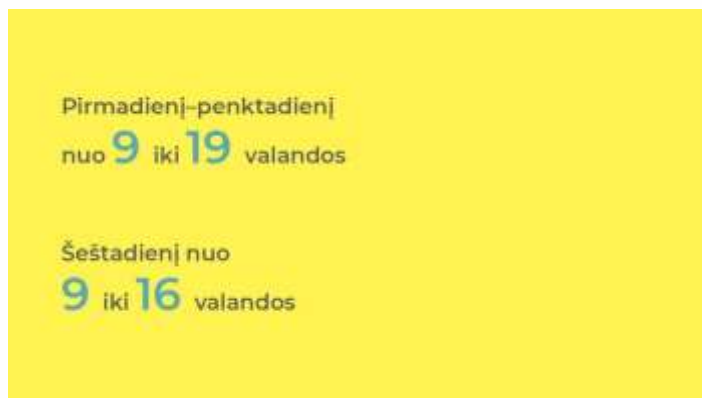 Pirmadienį–penktadienį
nuo 9 iki 19 valandos
Šeštadienį nuo
9 iki 16 valandos